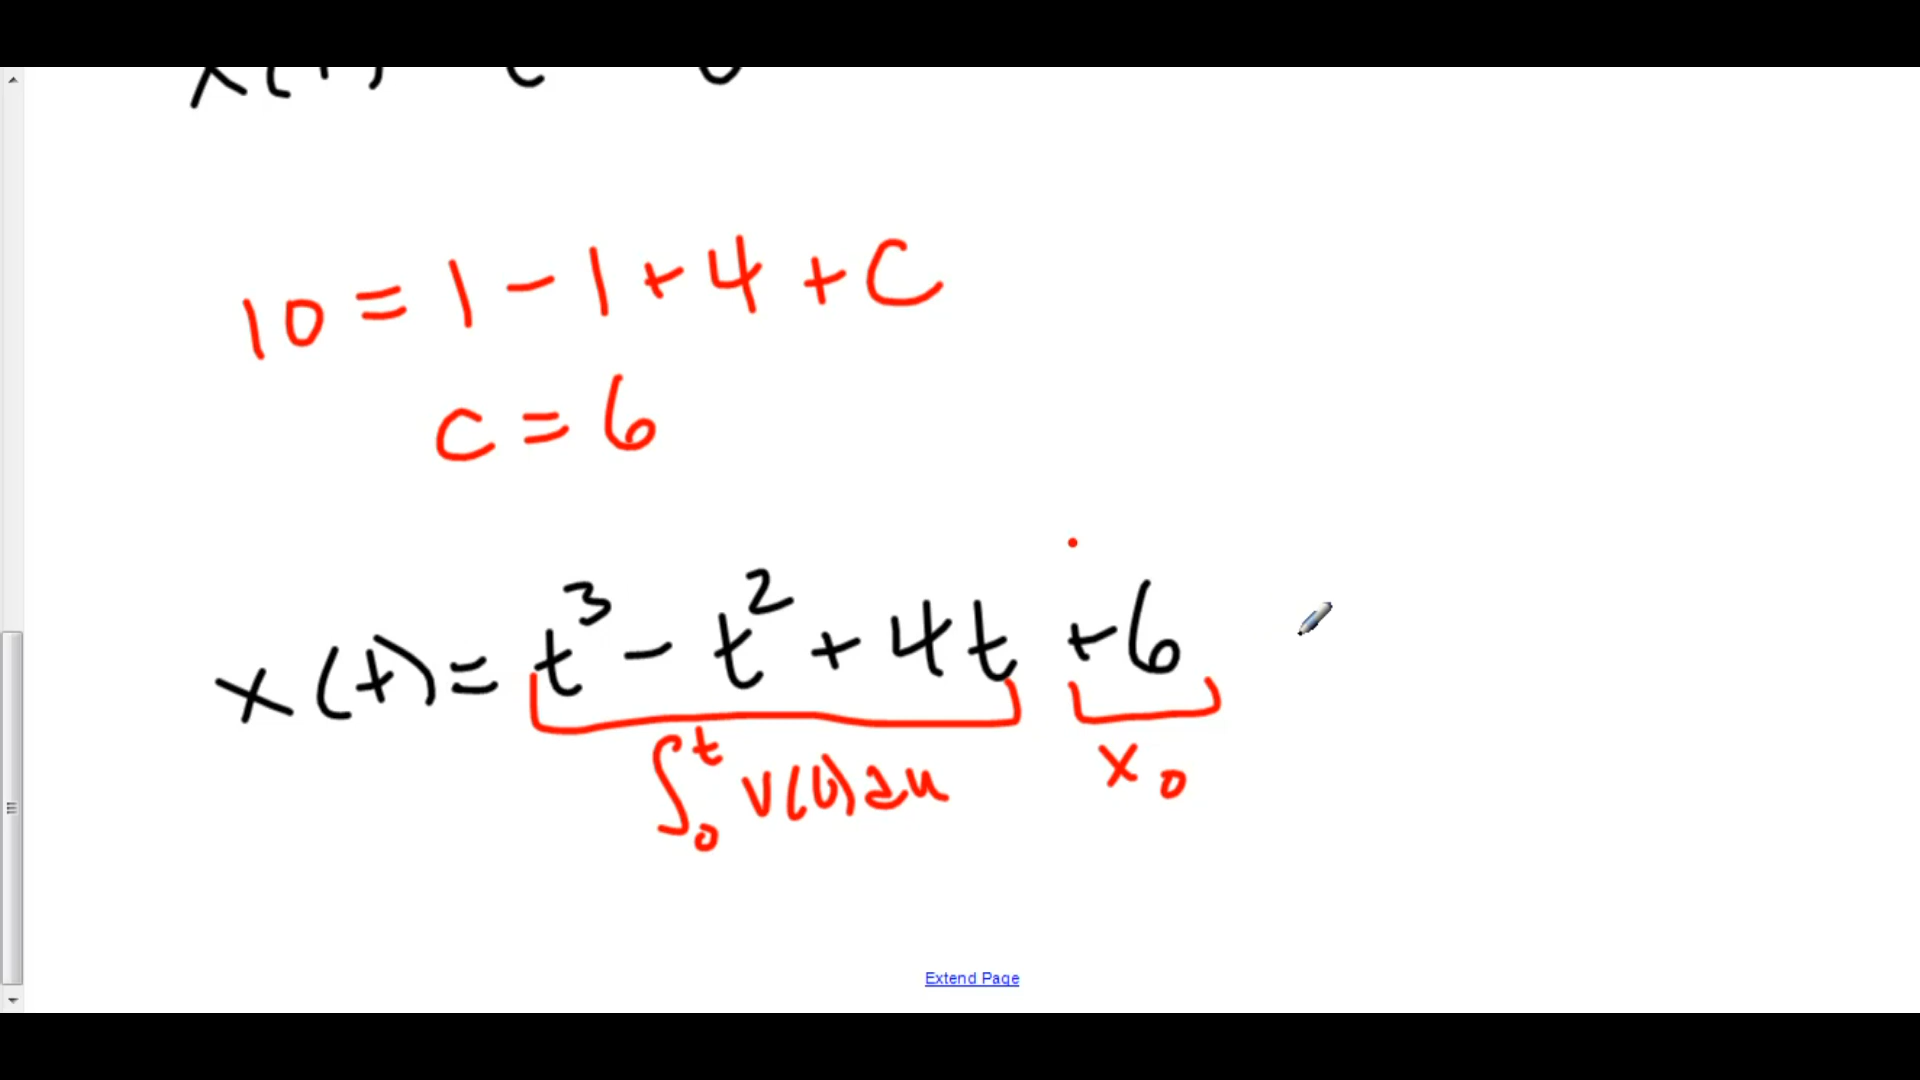 10 = 1 - 1 + 4 + C
c = 6
x(t) = t³ - t² + 4t + 6
∫₀ᵗ v(u)du x₀
Extend Page